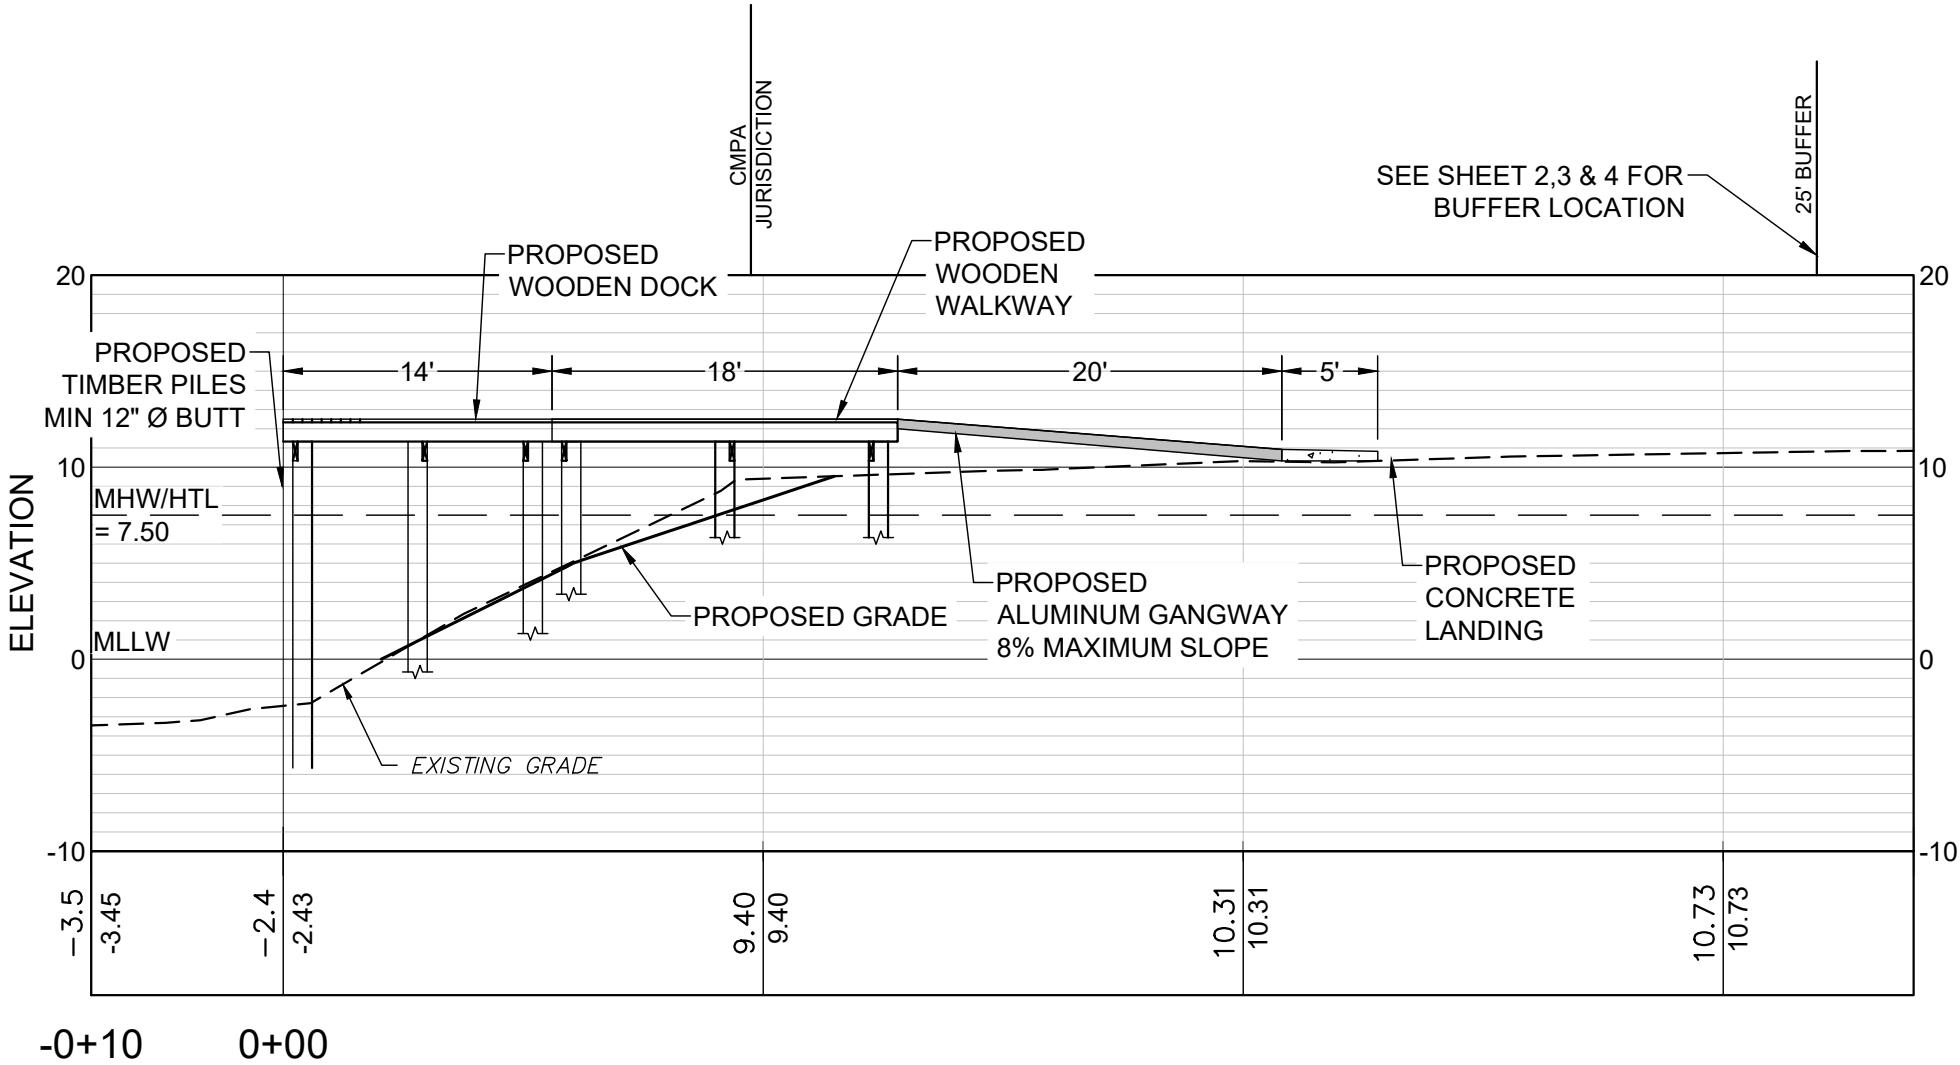 CMPA
JURISDICTION
25' BUFFER
SEE SHEET 2,3 & 4 FOR
BUFFER LOCATION
PROPOSED
WOODEN DOCK
PROPOSED
WOODEN
WALKWAY
20
20
PROPOSED
TIMBER PILES
MIN 12" Ø BUTT
14'
18'
20'
5'
10
10
MHW/HTL
= 7.50
ELEVATION
PROPOSED GRADE
PROPOSED
ALUMINUM GANGWAY
8% MAXIMUM SLOPE
PROPOSED
CONCRETE
LANDING
MLLW
0
0
EXISTING GRADE
-10
-10
-3.5
-3.45
-2.4
-2.43
9.40
9.40
10.31
10.31
10.73
10.73
-0+10
0+00